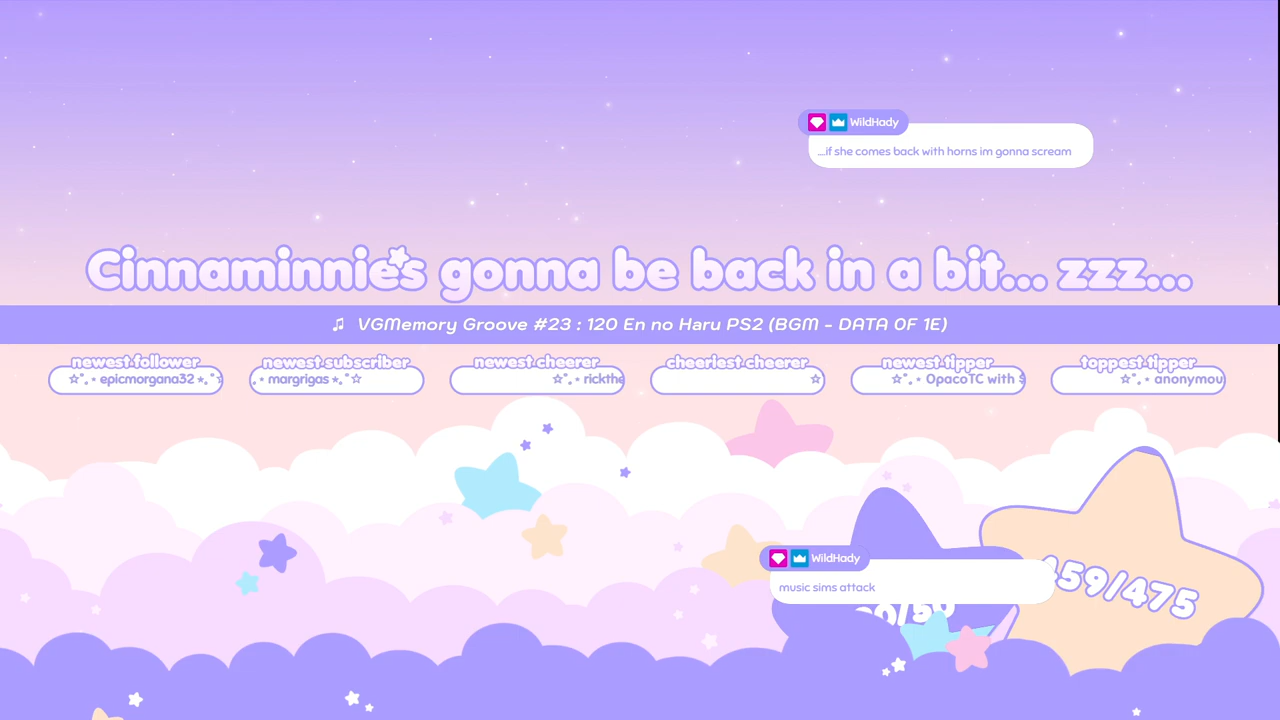 WildHady
...if she comes back with horns im gonna scream
Cinnaminnie's gonna be back in a bit... zzz...
♫ VGMemory Groove #23 : 120 En no Haru PS2 (BGM - DATA OF 1E)
newest follower
newest subscriber
newest cheerer
cheeriest cheerer
newest tipper
toppest tipper
☆*, ⋆ epicmorgana32 ⋆,*☆
,⋆ margrigas ⋆,*☆
☆*, ⋆ rickthe
☆
☆*, ⋆ OpacoTC with $
☆*, ⋆ anonymou
WildHady
music sims attack
459/475
/50